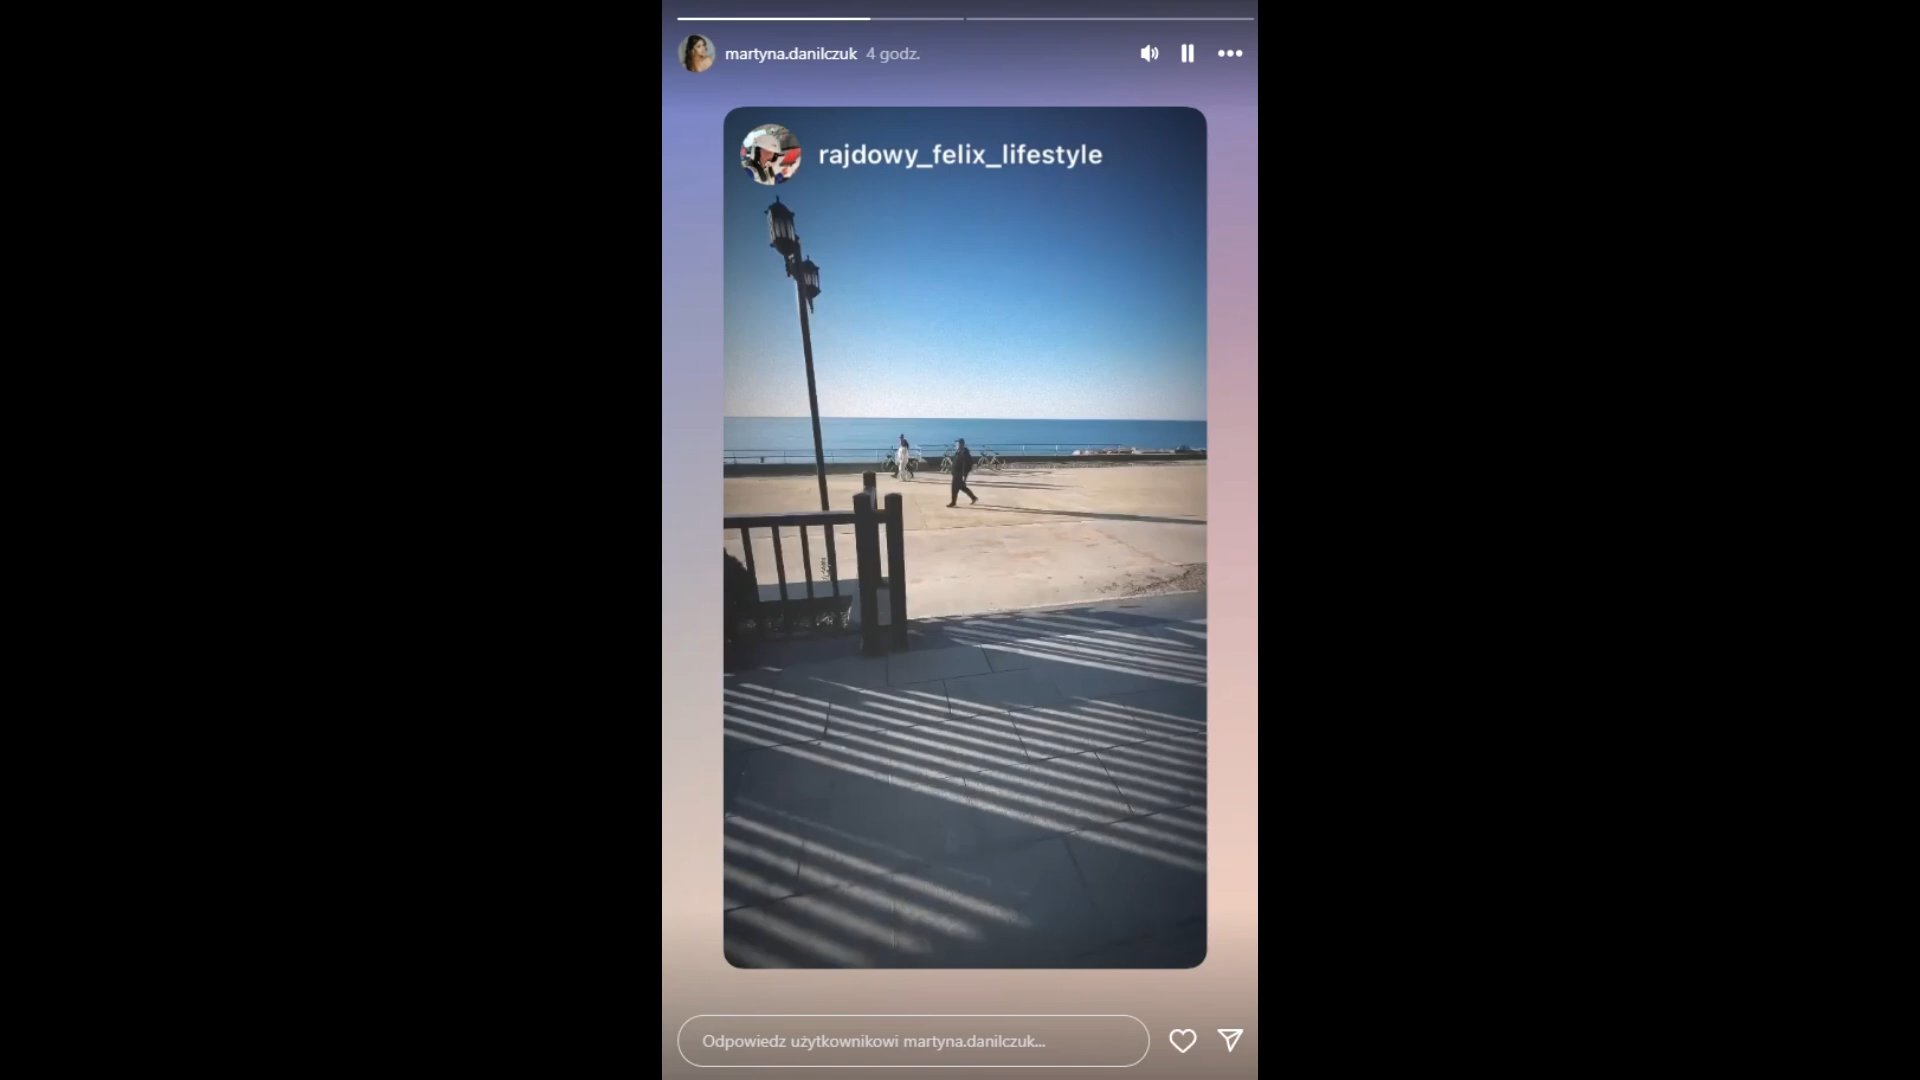 martyna.danilczuk 4 godz.
rajdowy_felix_lifestyle
Odpowiedz użytkownikowi martyna.danilczuk...